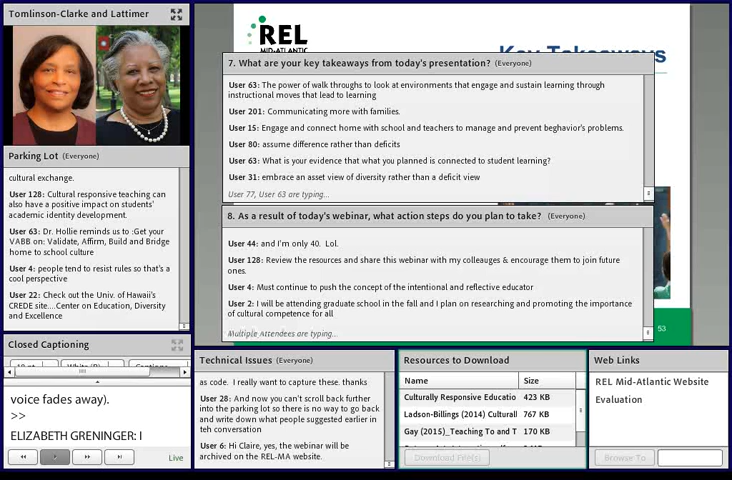 Tomlinson-Clarke and Lattimer
Parking Lot (Everyone)
cultural exchange.
User 128: Cultural responsive teaching can
also have a positive impact on students'
academic identity development.
User 63: Dr. Hollie reminds us to :Get your
VABB on: Validate, Affirm, Build and Bridge
home to school culture
User 4: people tend to resist rules so that's a
cool perspective
User 22: Check out the Univ. of Hawaii's
CREDE site....Center on Education, Diversity
and Excellence
Closed Captioning
voice fades away).
>>
ELIZABETH GRENINGER: I
Live
REL
MID-ATLANTIC
Key Takeaways
7. What are your key takeaways from today's presentation? (Everyone)
User 63: The power of walk throughs to look at environments that engage and sustain learning through
instructional moves that lead to learning
User 201: Communicating more with families.
User 15: Engage and connect home with school and teachers to manage and prevent beghavior's problems.
User 80: assume difference rather than deficits
User 63: What is your evidence that what you planned is connected to student learning?
User 31: embrace an asset view of diversity rather than a deficit view
User 77, User 63 are typing...
8. As a result of today's webinar, what action steps do you plan to take? (Everyone)
User 44: and I'm only 40. Lol.
User 128: Review the resources and share this webinar with my colleauges & encourage them to join future
ones.
User 4: Must continue to push the concept of the intentional and reflective educator
User 2: I will be attending graduate school in the fall and I plan on researching and promoting the importance
of cultural competence for all
Multiple Attendees are typing...
53
Technical Issues (Everyone)
as code. I really want to capture these. thanks
User 28: And now you can't scroll back further
into the parking lot so there is no way to go back
and write down what people suggested earlier in
teh conversation
User 6: Hi Claire, yes, the webinar will be
archived on the REL-MA website.
Resources to Download
Name Size
Culturally Responsive Educatio 423 KB
Ladson-Billings (2014) Culturall 767 KB
Gay (2015)_Teaching To and T 170 KB
Download File(s)
Web Links
REL Mid-Atlantic Website
Evaluation
Browse To